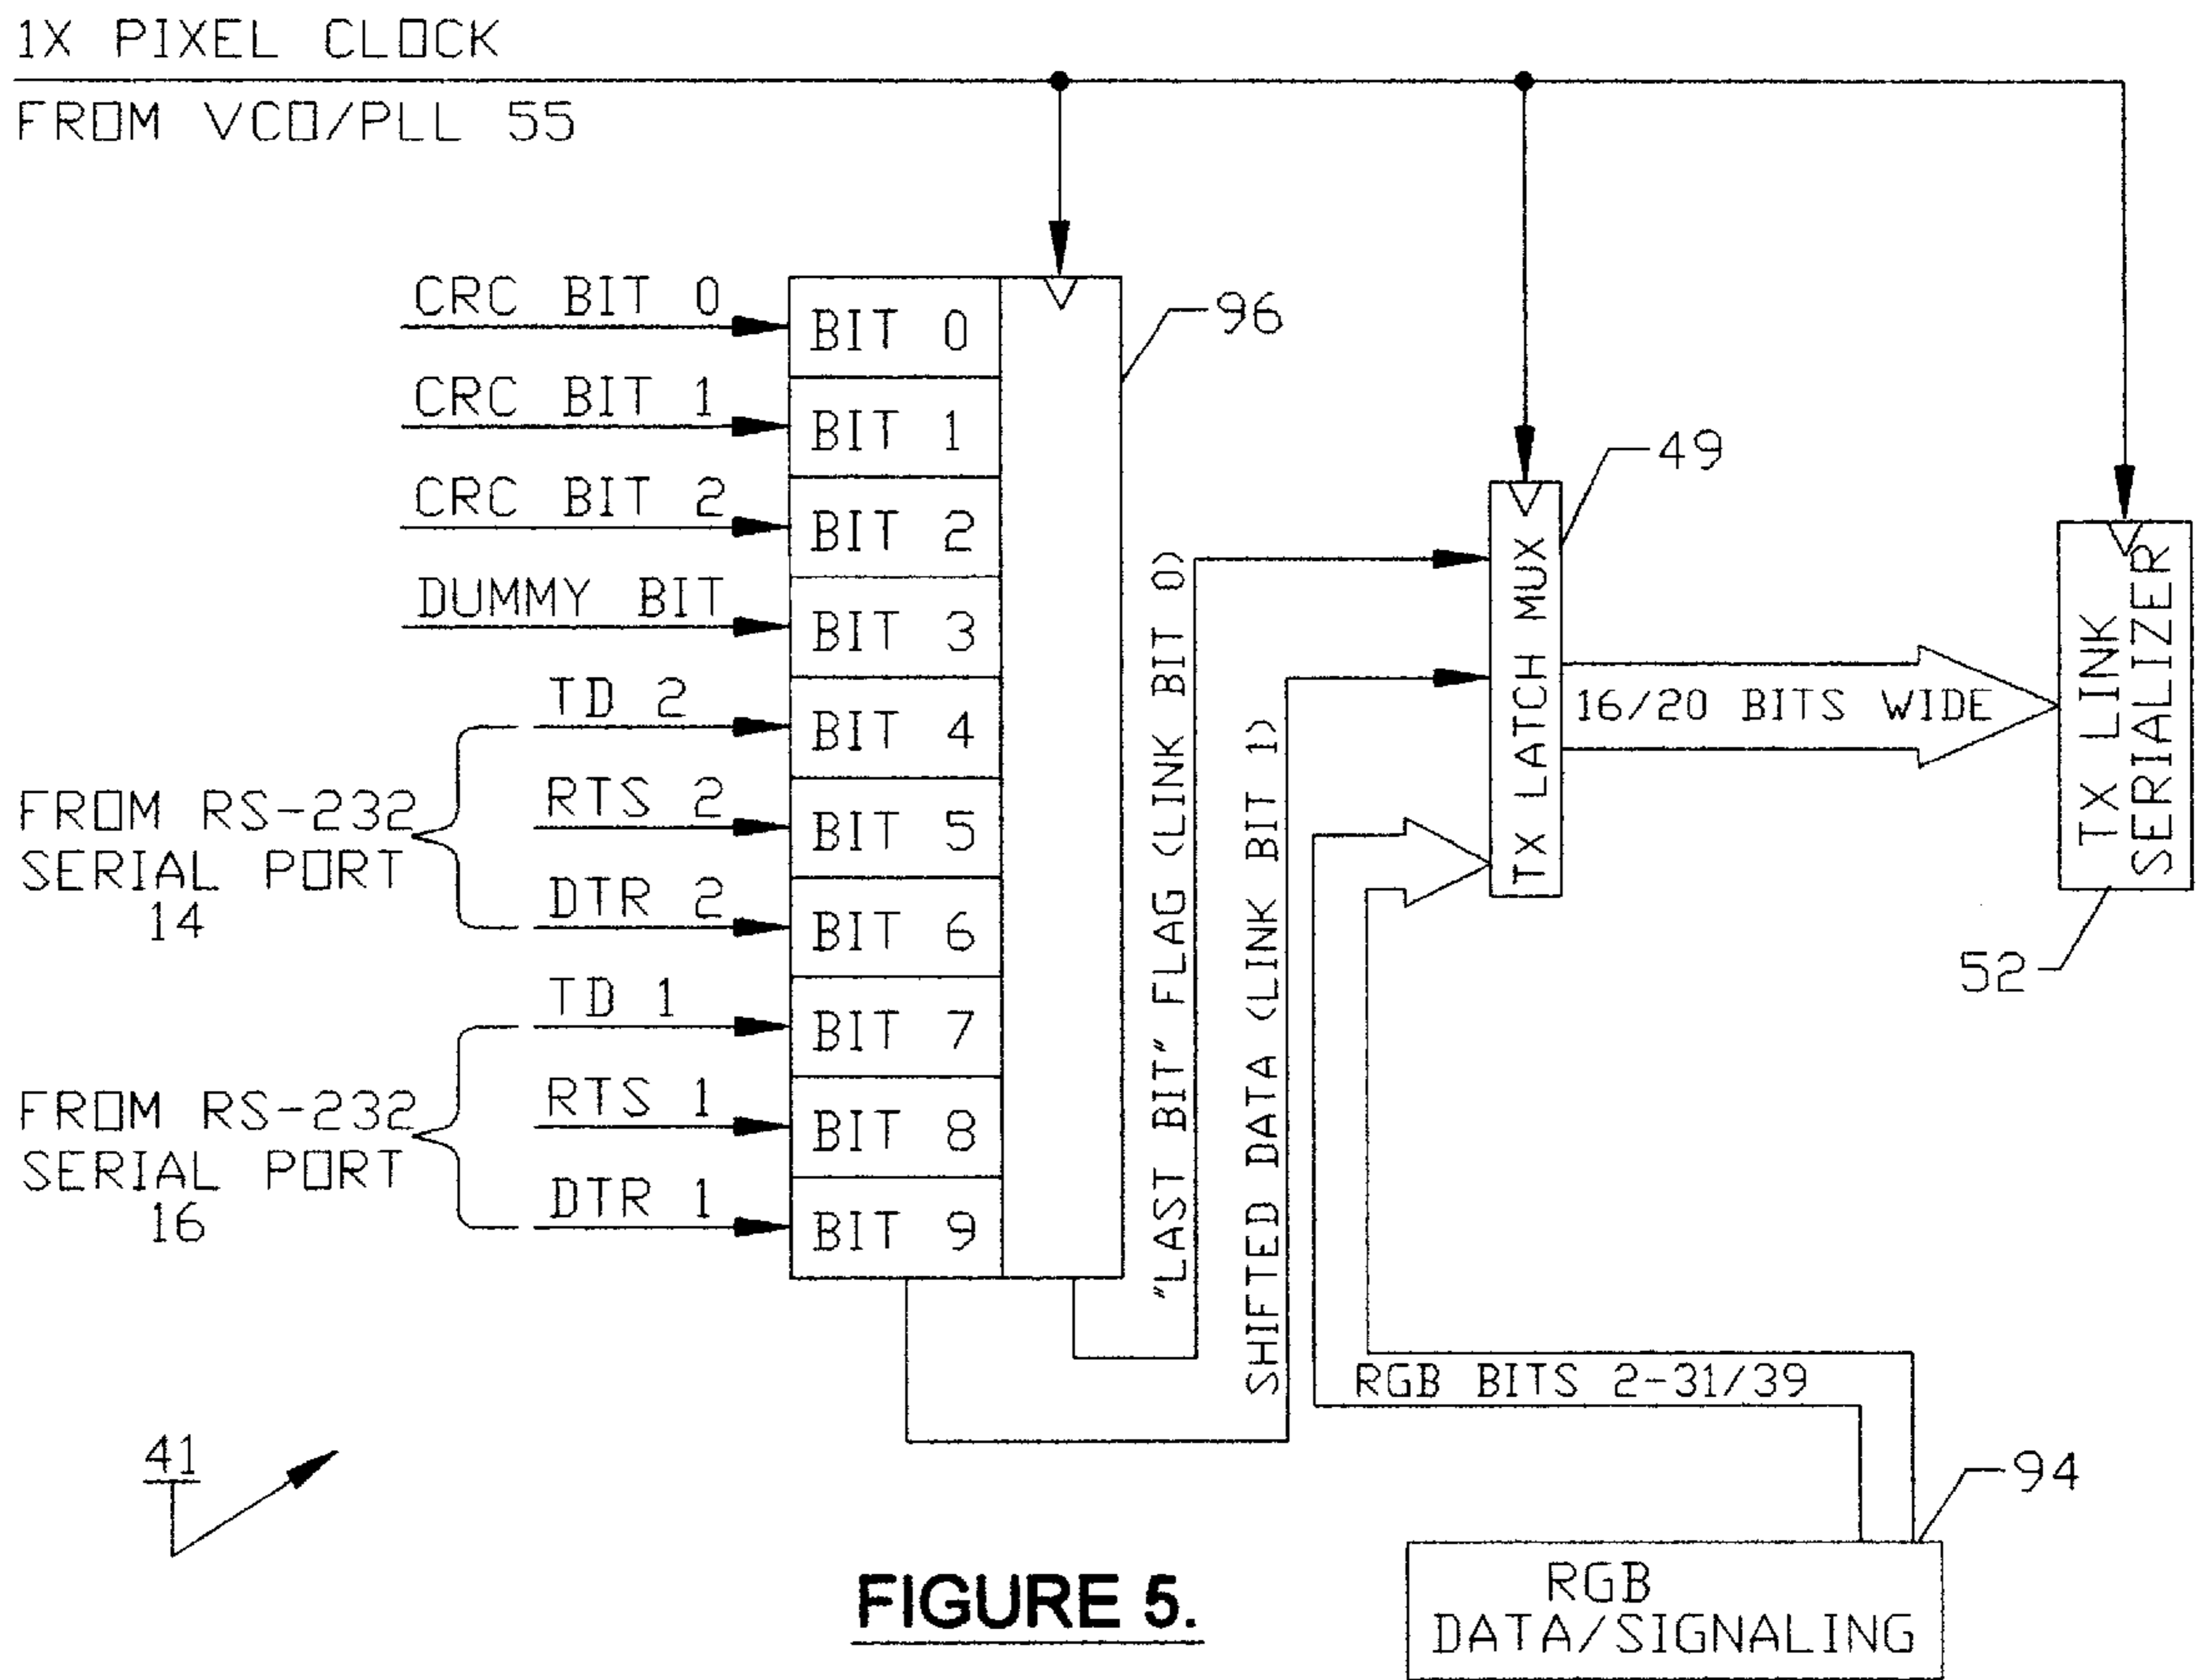 1X PIXEL CLOCK
FROM VCO/PLL 55
CRC BIT 0
BIT 0
96
CRC BIT 1
BIT 1
CRC BIT 2
BIT 2
DUMMY BIT
BIT 3
TD 2
BIT 4
RTS 2
BIT 5
DTR 2
BIT 6
FROM RS-232
SERIAL PORT
14
TD 1
BIT 7
RTS 1
BIT 8
DTR 1
BIT 9
FROM RS-232
SERIAL PORT
16
"LAST BIT" FLAG (LINK BIT 0)
SHIFTED DATA (LINK BIT 1)
49
TX LATCH MUX
16/20 BITS WIDE
TX LINK
SERIALIZER
52
RGB BITS 2-31/39
94
RGB
DATA/SIGNALING
41
FIGURE 5.